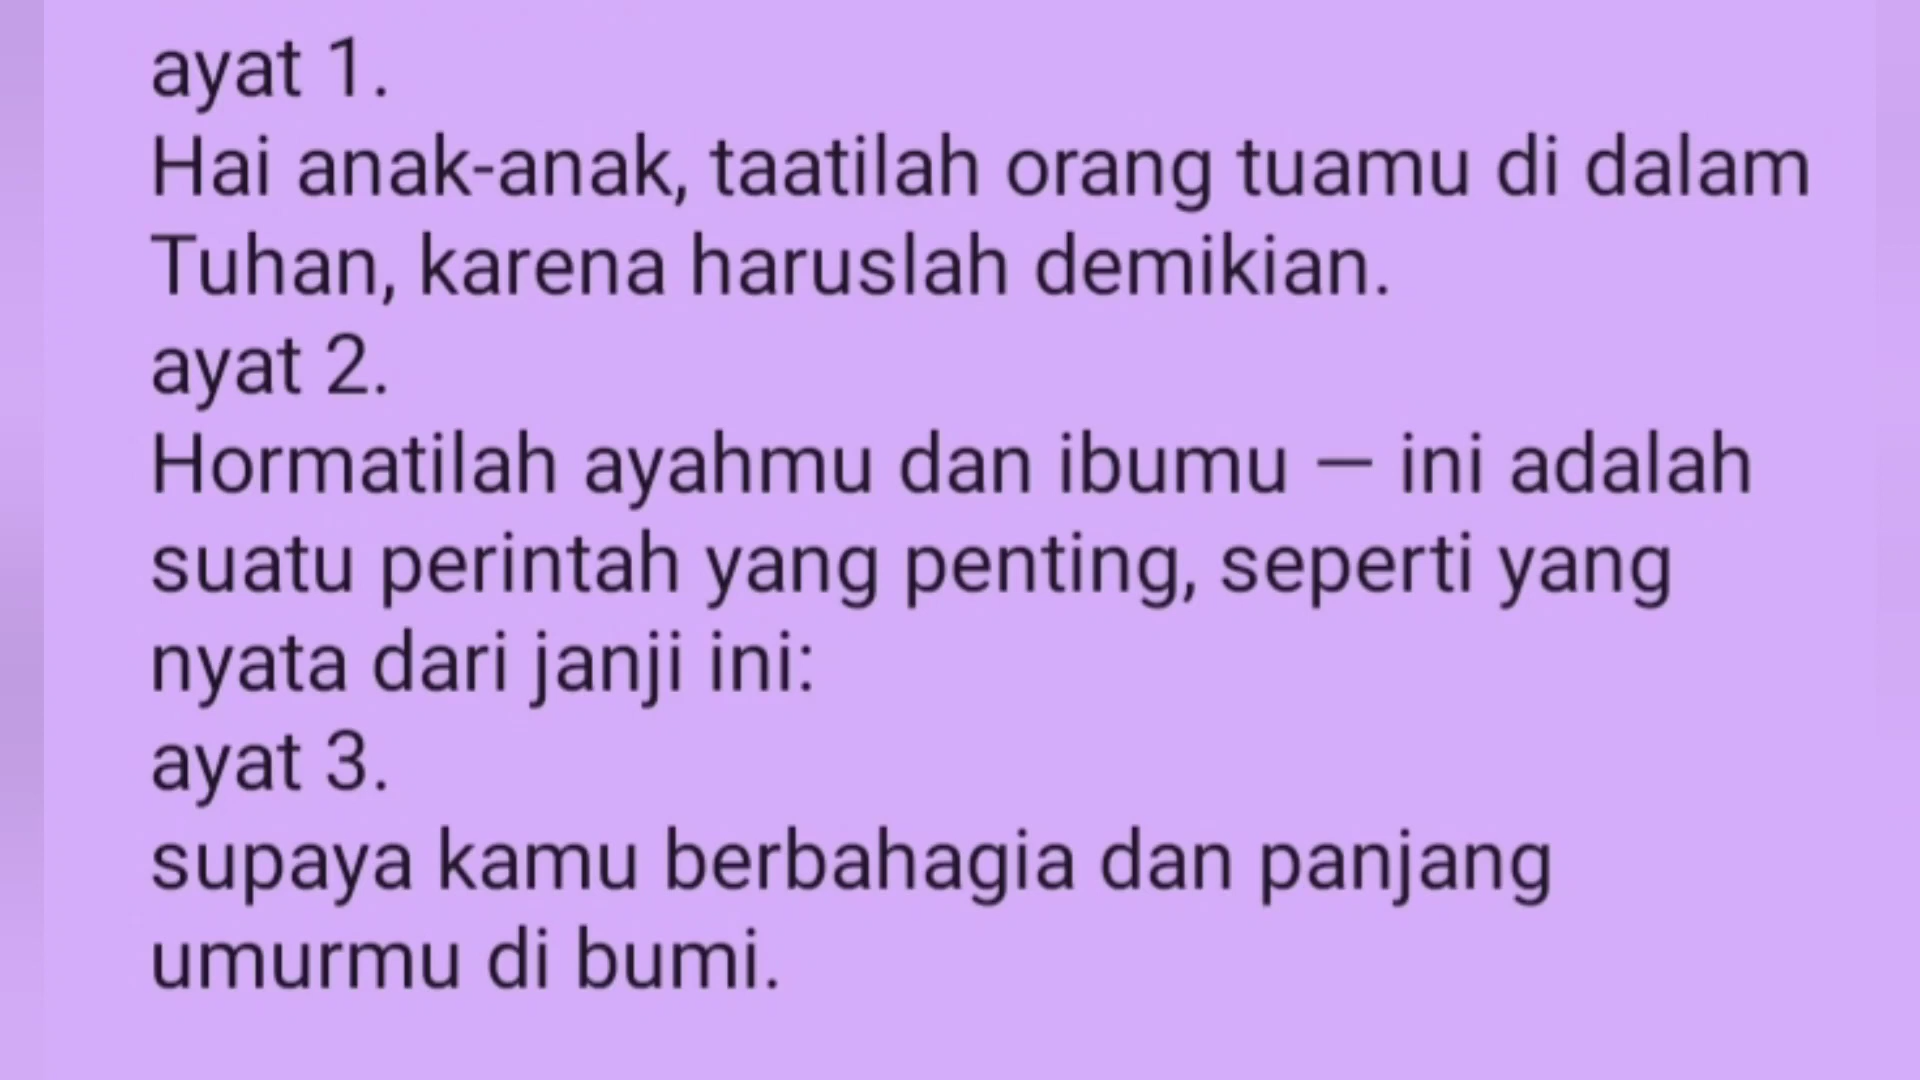 ayat 1.
Hai anak-anak, taatilah orang tuamu di dalam
Tuhan, karena haruslah demikian.
ayat 2.
Hormatilah ayahmu dan ibumu — ini adalah
suatu perintah yang penting, seperti yang
nyata dari janji ini:
ayat 3.
supaya kamu berbahagia dan panjang
umurmu di bumi.